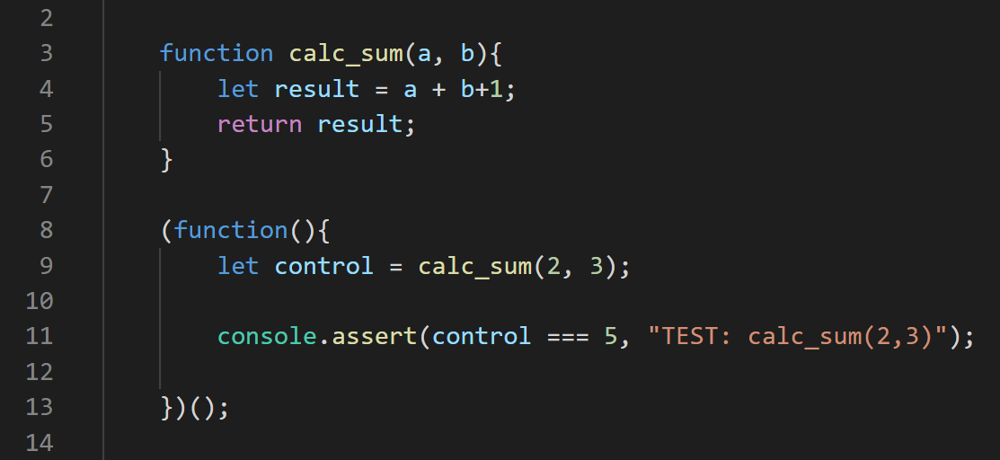 2
3 function calc_sum(a, b){
4 let result = a + b+1;
5 return result;
6 }
7
8 (function(){
9 let control = calc_sum(2, 3);
10
11 console.assert(control === 5, "TEST: calc_sum(2,3)");
12
13 })();
14